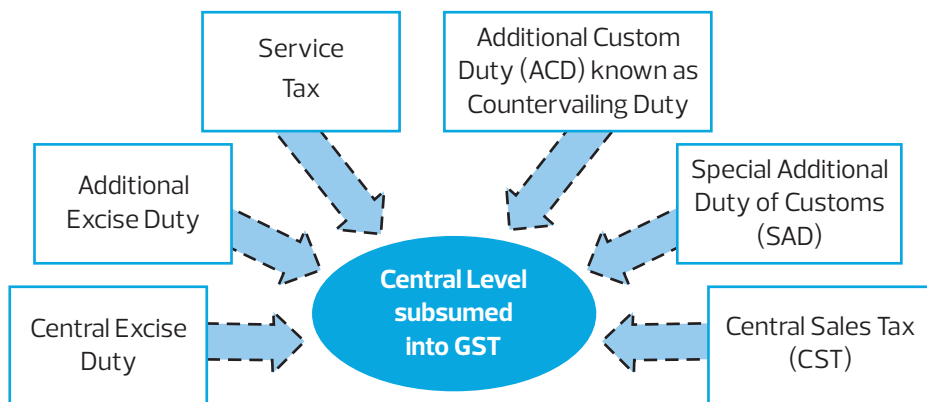 Service
Tax
Additional Custom
Duty (ACD) known as
Countervailing Duty
Additional
Excise Duty
Special Additional
Duty of Customs
(SAD)
Central Level
subsumed
into GST
Central Excise
Duty
Central Sales Tax
(CST)